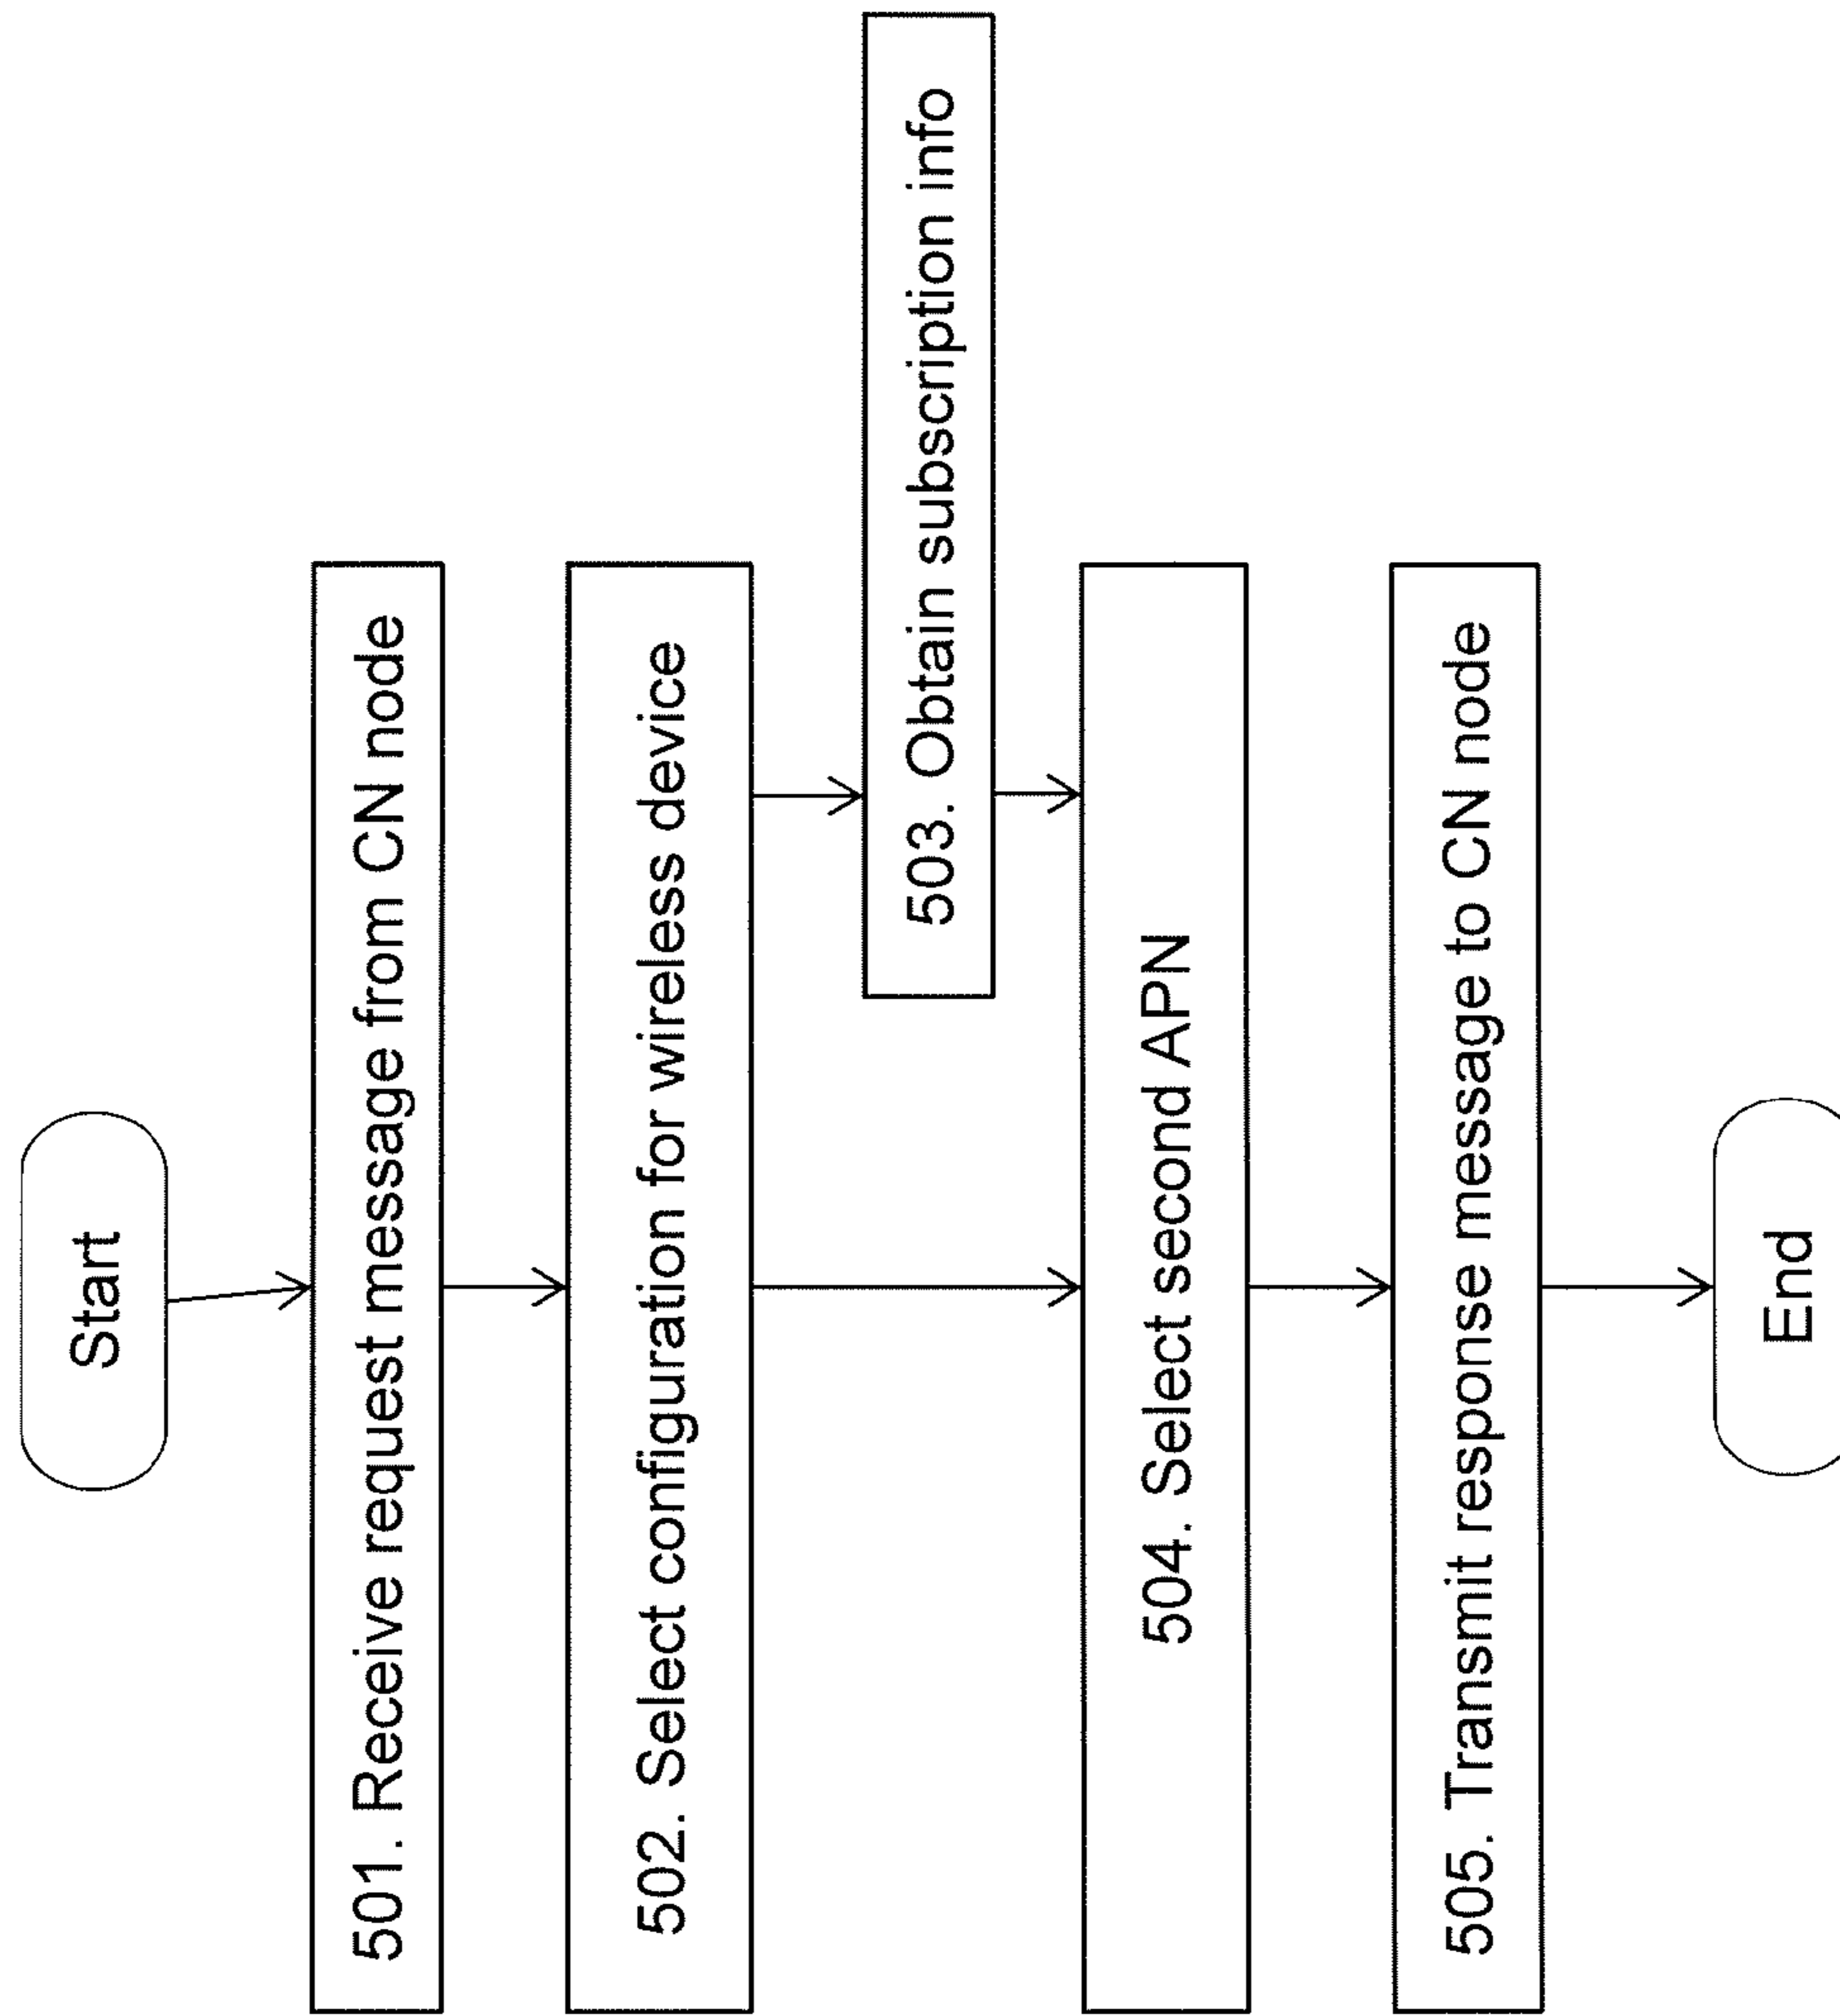 Start
501. Receive request message from CN node
502. Select configuration for wireless device
503. Obtain subscription info
504. Select second APN
505. Transmit response message to CN node
End